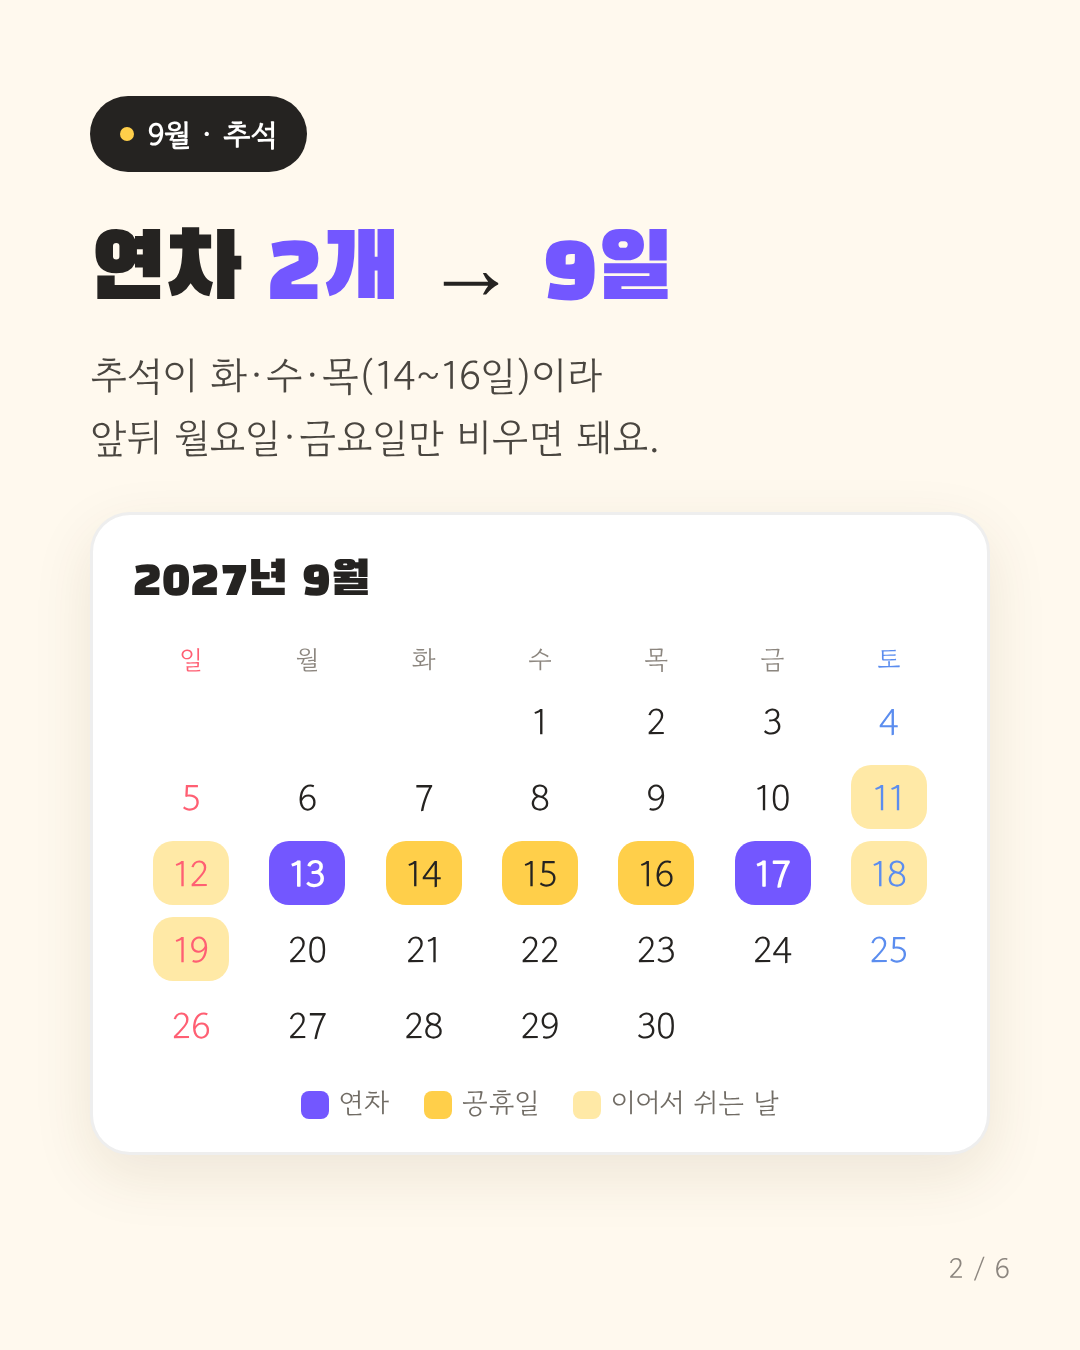 9월 · 추석
연차 2개 → 9일
추석이 화·수·목(14~16일)이라
앞뒤 월요일·금요일만 비우면 돼요.
2027년 9월
일 월 화 수 목 금 토
1 2 3 4
5 6 7 8 9 10 11
12 13 14 15 16 17 18
19 20 21 22 23 24 25
26 27 28 29 30
연차 공휴일 이어서 쉬는 날
2 / 6